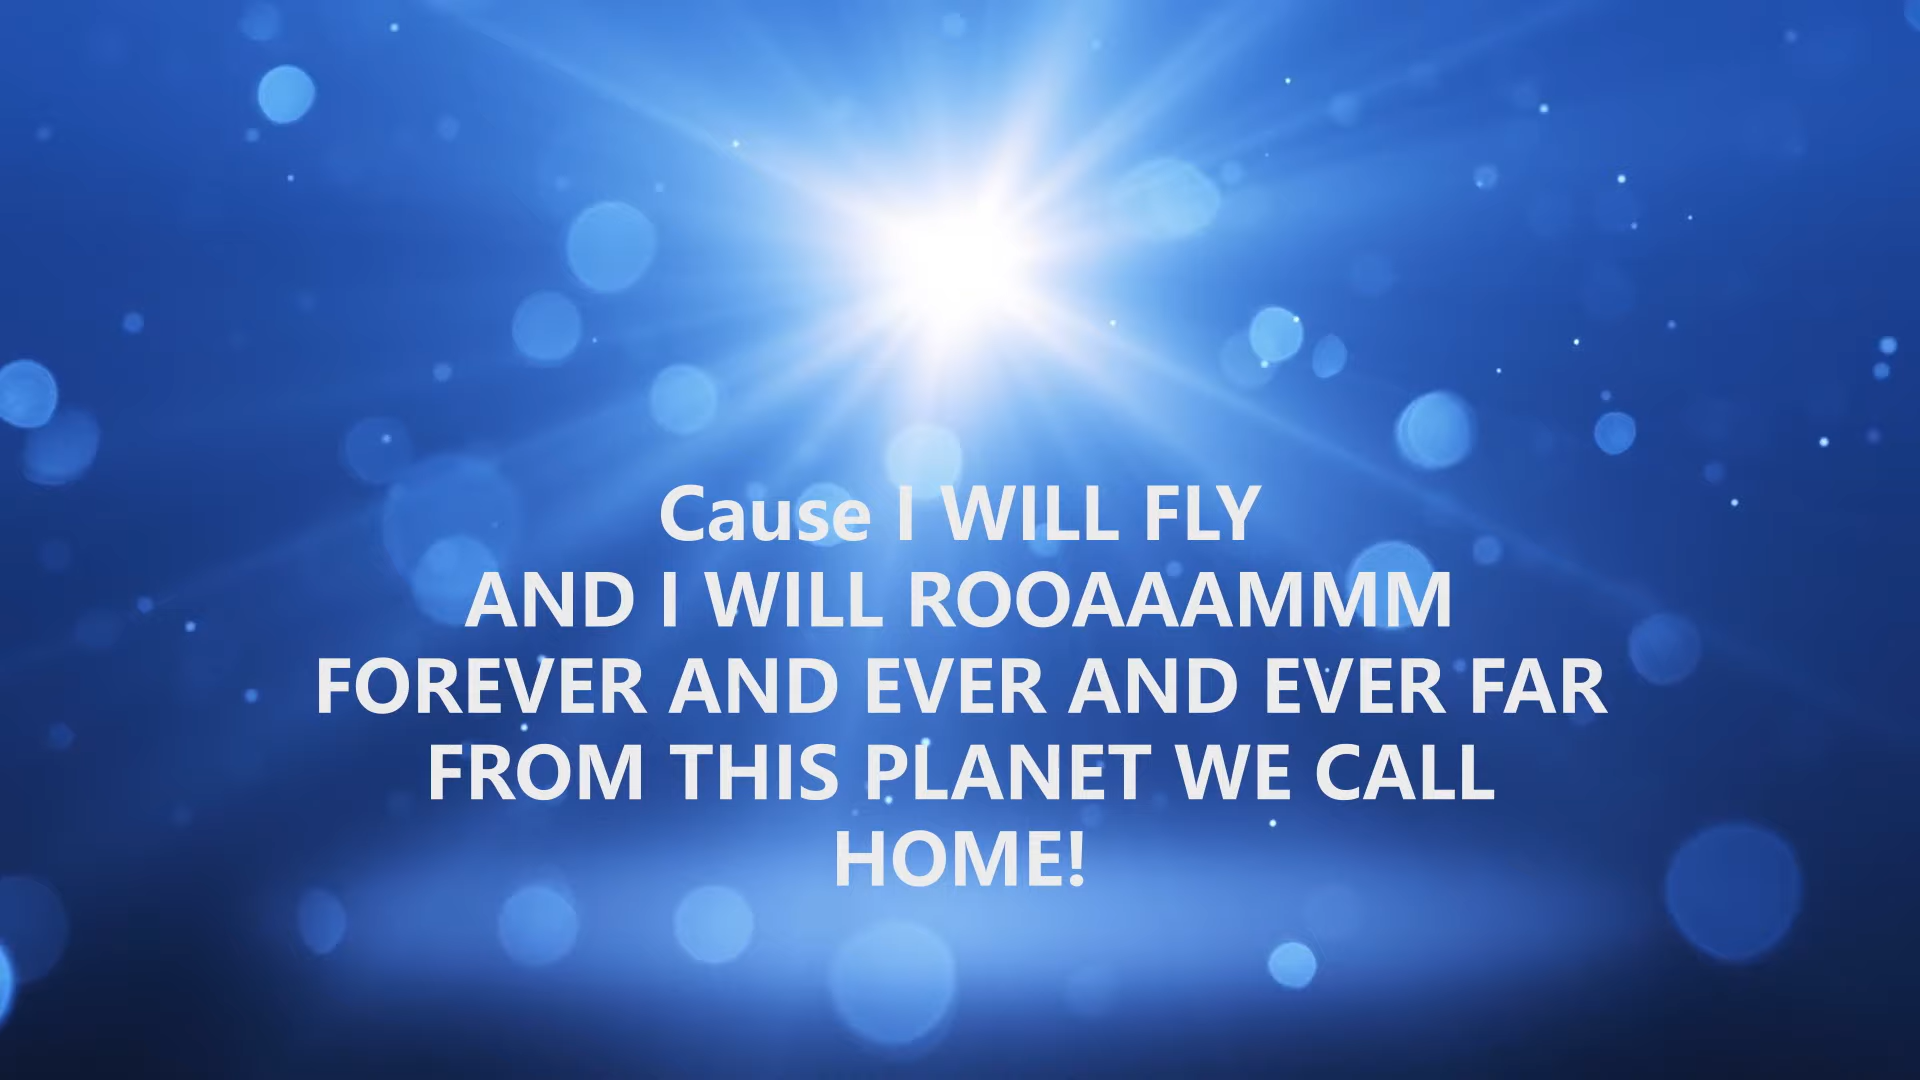 Cause I WILL FLY
AND I WILL ROOAAAMMM
FOREVER AND EVER AND EVER FAR
FROM THIS PLANET WE CALL
HOME!